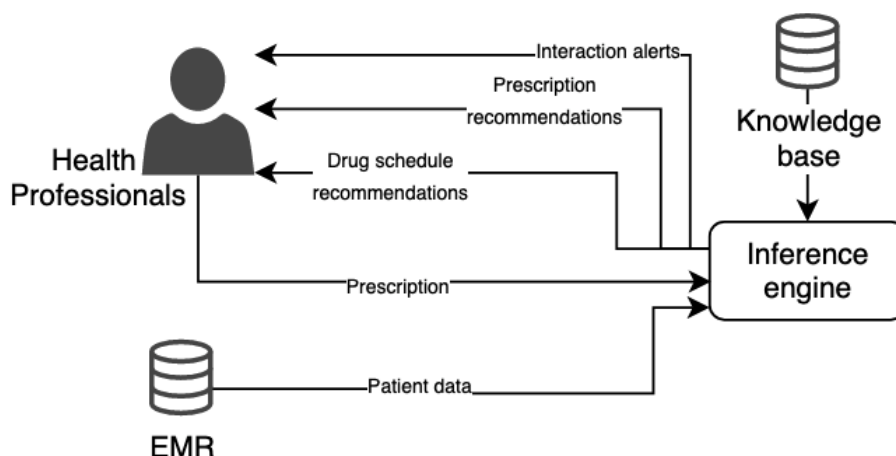 Interaction alerts
Prescription
recommendations
Knowledge
base
Health
Professionals
Drug schedule
recommendations
Inference
engine
Prescription
Patient data
EMR